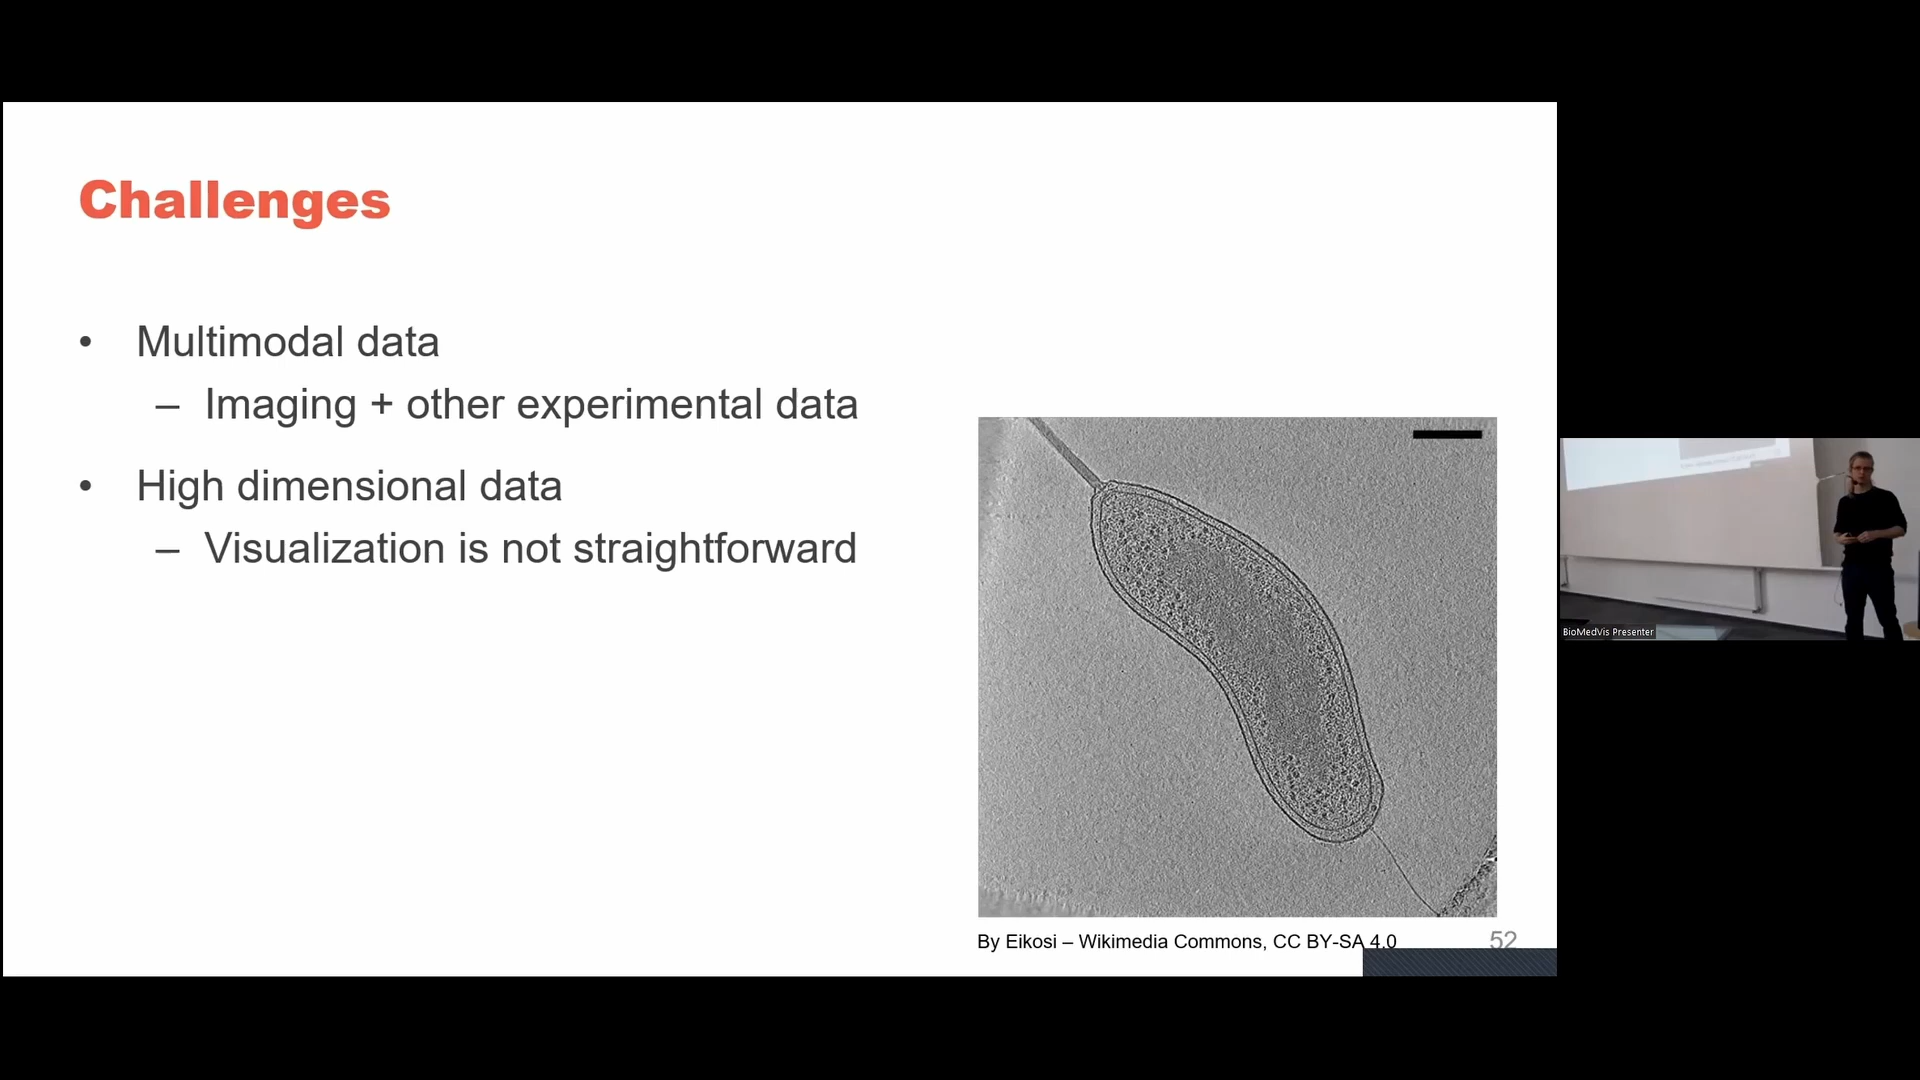 Challenges
• Multimodal data
– Imaging + other experimental data
• High dimensional data
– Visualization is not straightforward
By Eikosi – Wikimedia Commons, CC BY-SA 4.0
52
BioMedVis Presenter